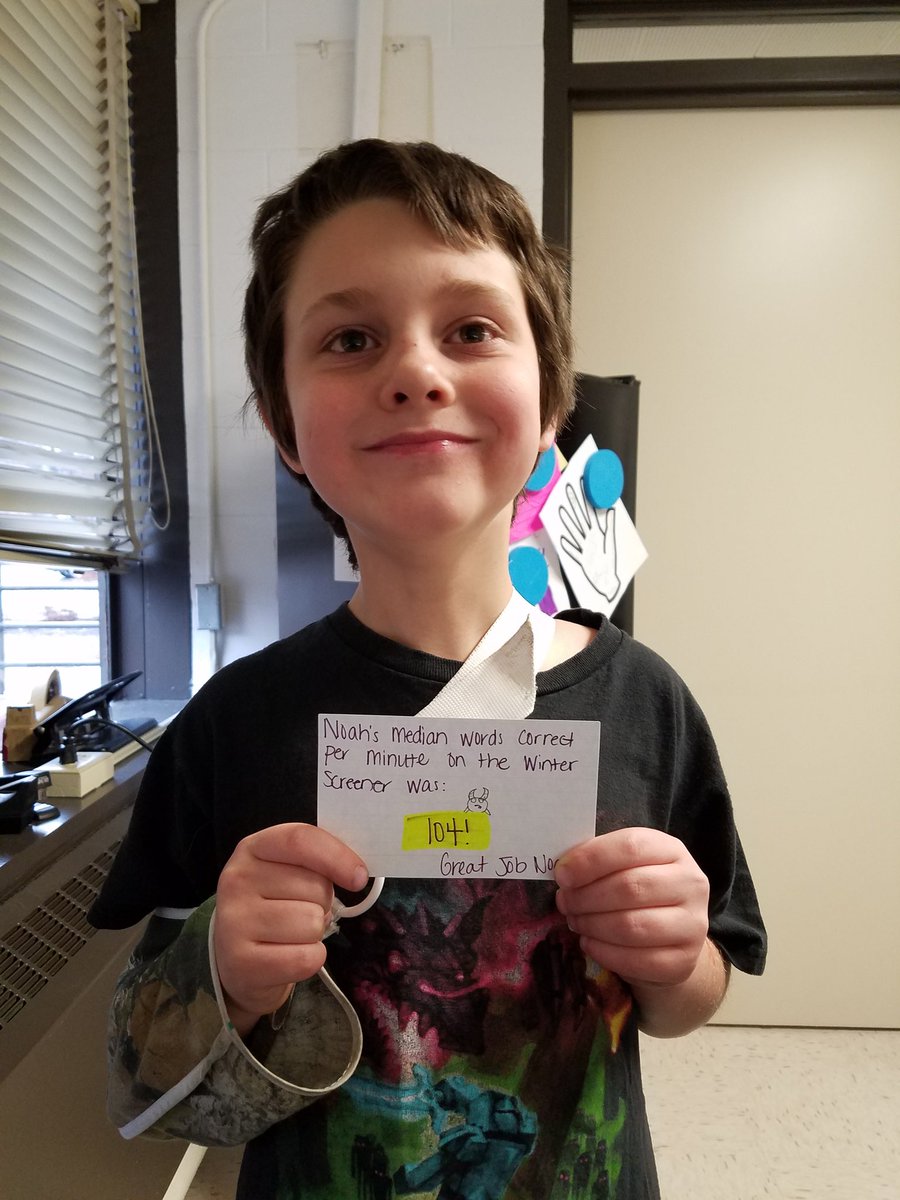 Noah's median words correct
per minute on the winter
screener was:
104!
Great Job